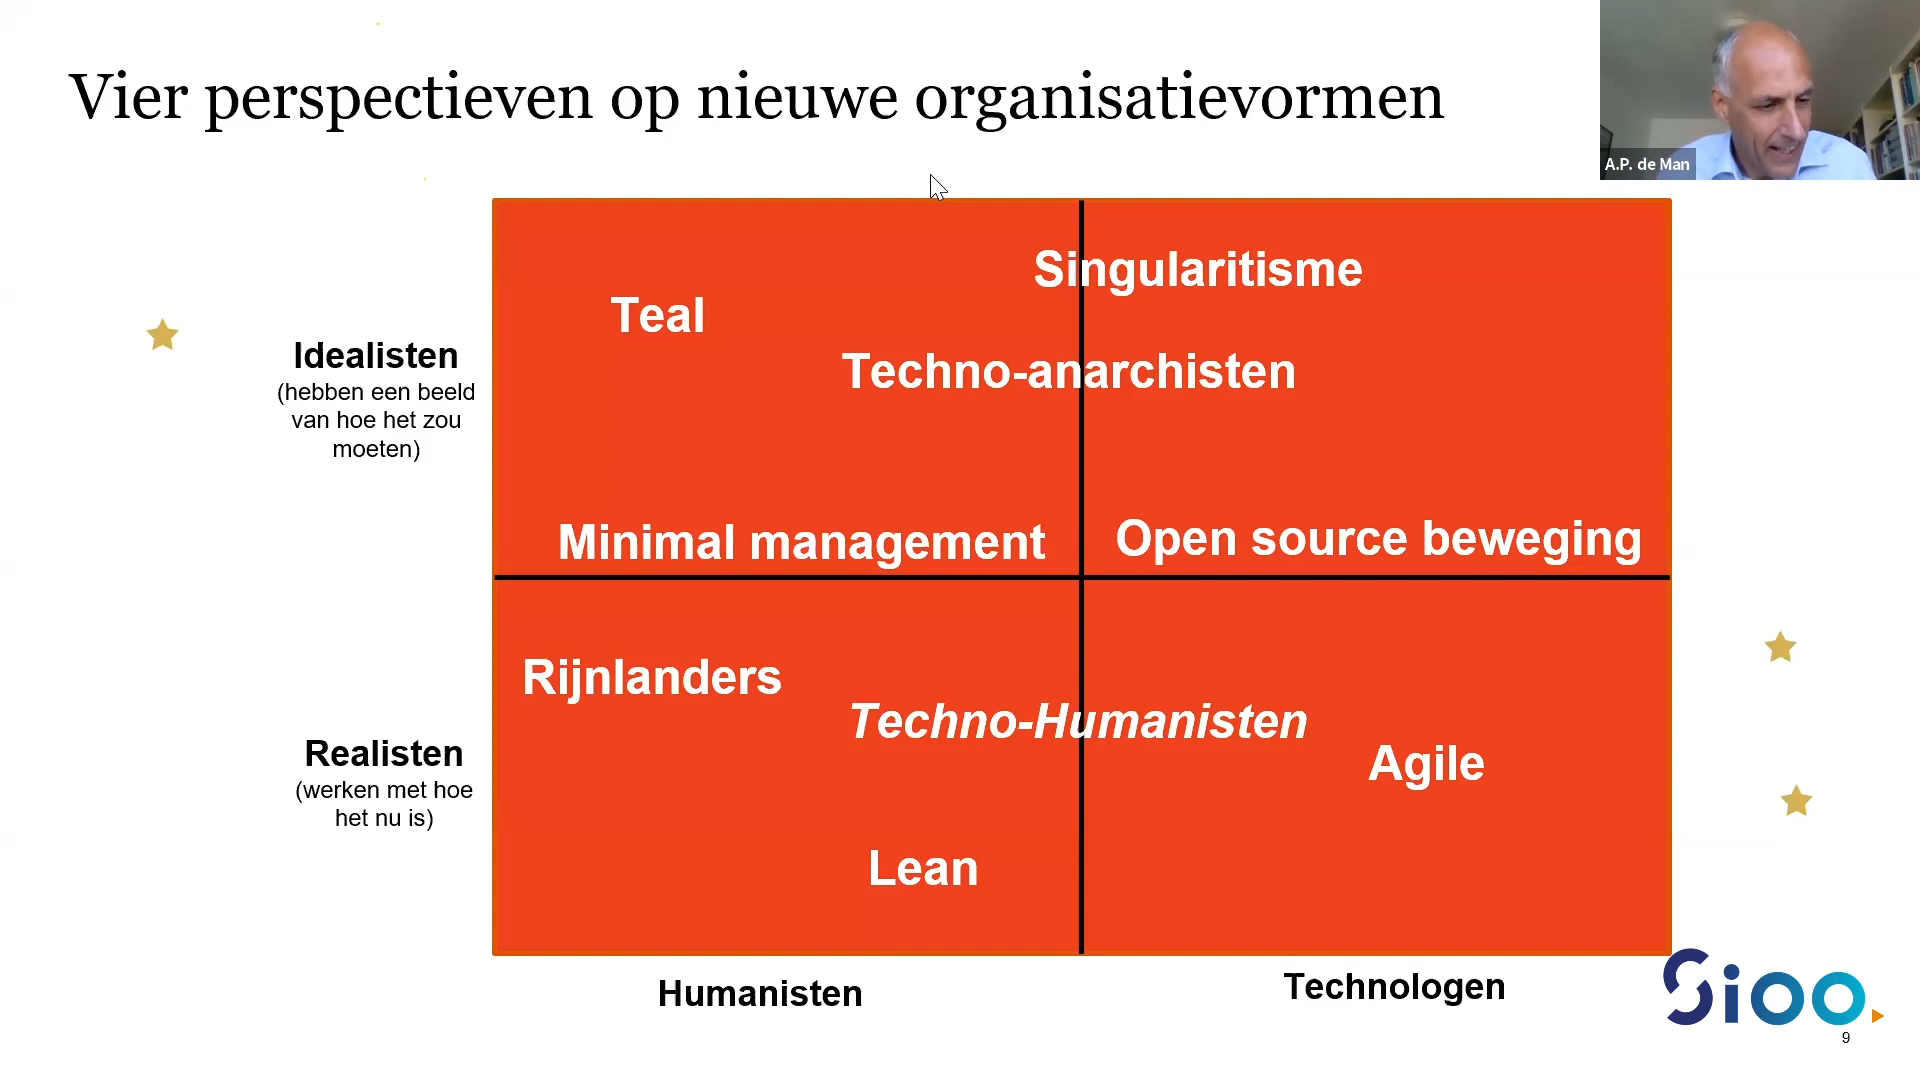 Vier perspectieven op nieuwe organisatievormen
A.P. de Man
Singularitisme
Teal
Idealisten
(hebben een beeld
van hoe het zou
moeten)
Techno-anarchisten
Minimal management
Open source beweging
Rijnlanders
Techno-Humanisten
Realisten
(werken met hoe
het nu is)
Agile
Lean
Humanisten
Technologen
Sioo.
9